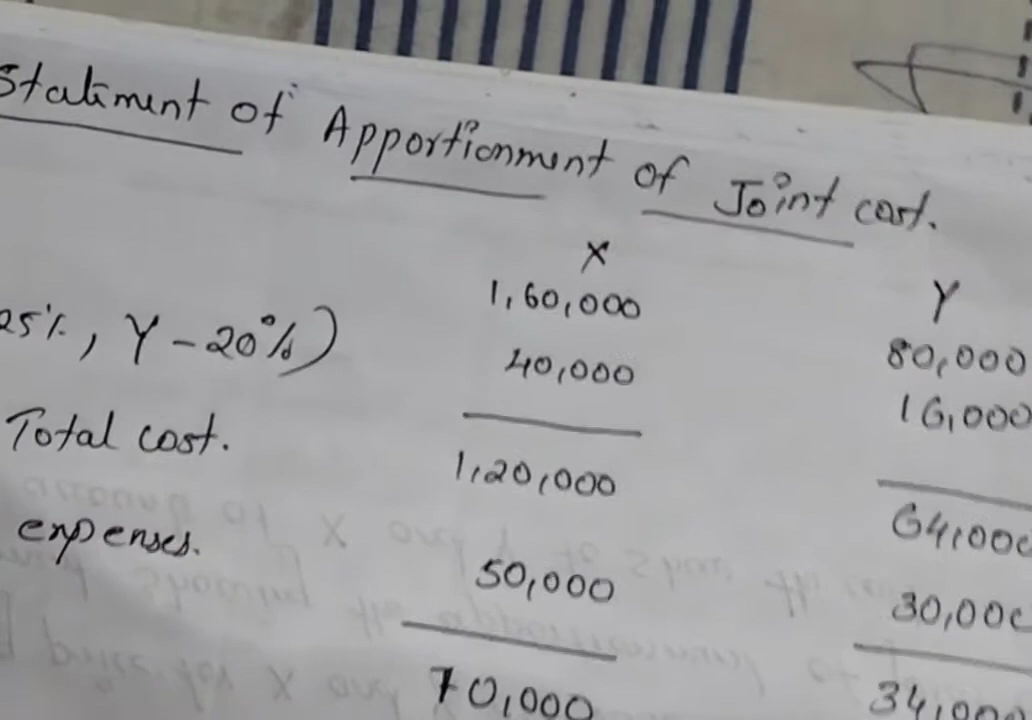 Statement of Apportionment of Joint cost.
X Y
1,60,000 80,000
25%, Y-20%) 40,000 16,000
Total cost. 1,20,000 64,000
expenses. 50,000 30,000
70,000 34,000